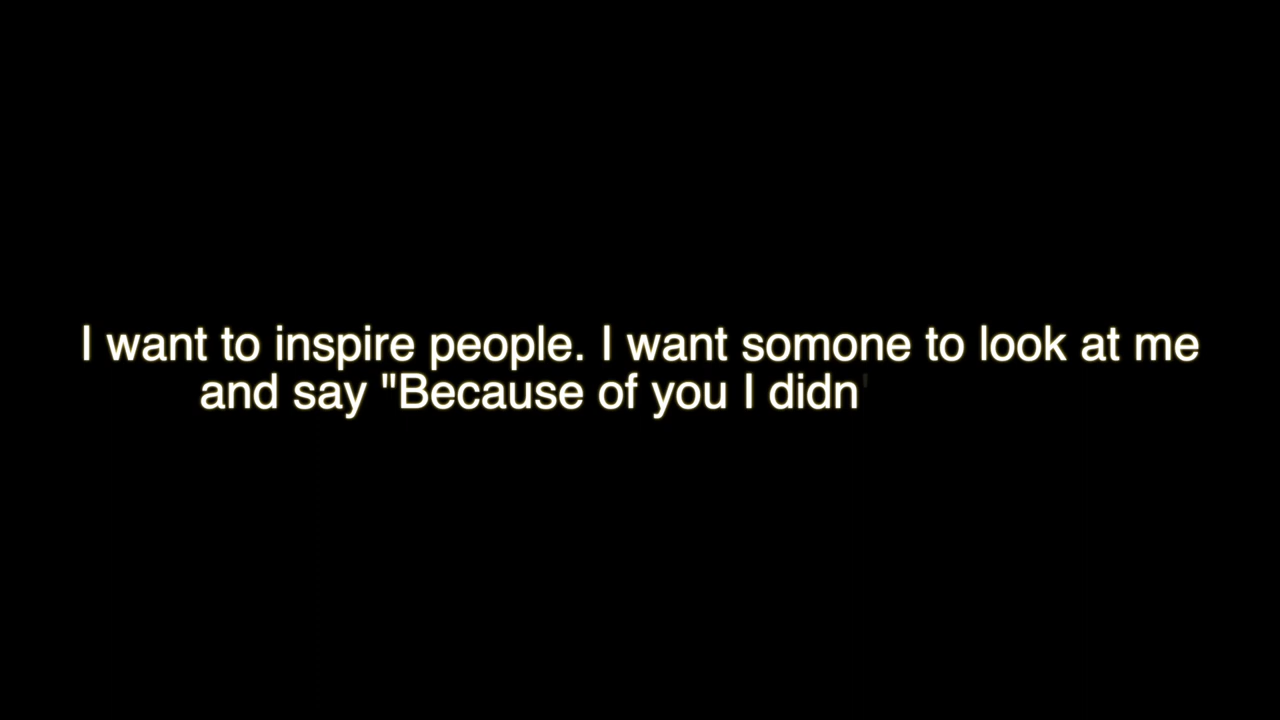 I want to inspire people. I want somone to look at me
and say "Because of you I didn'